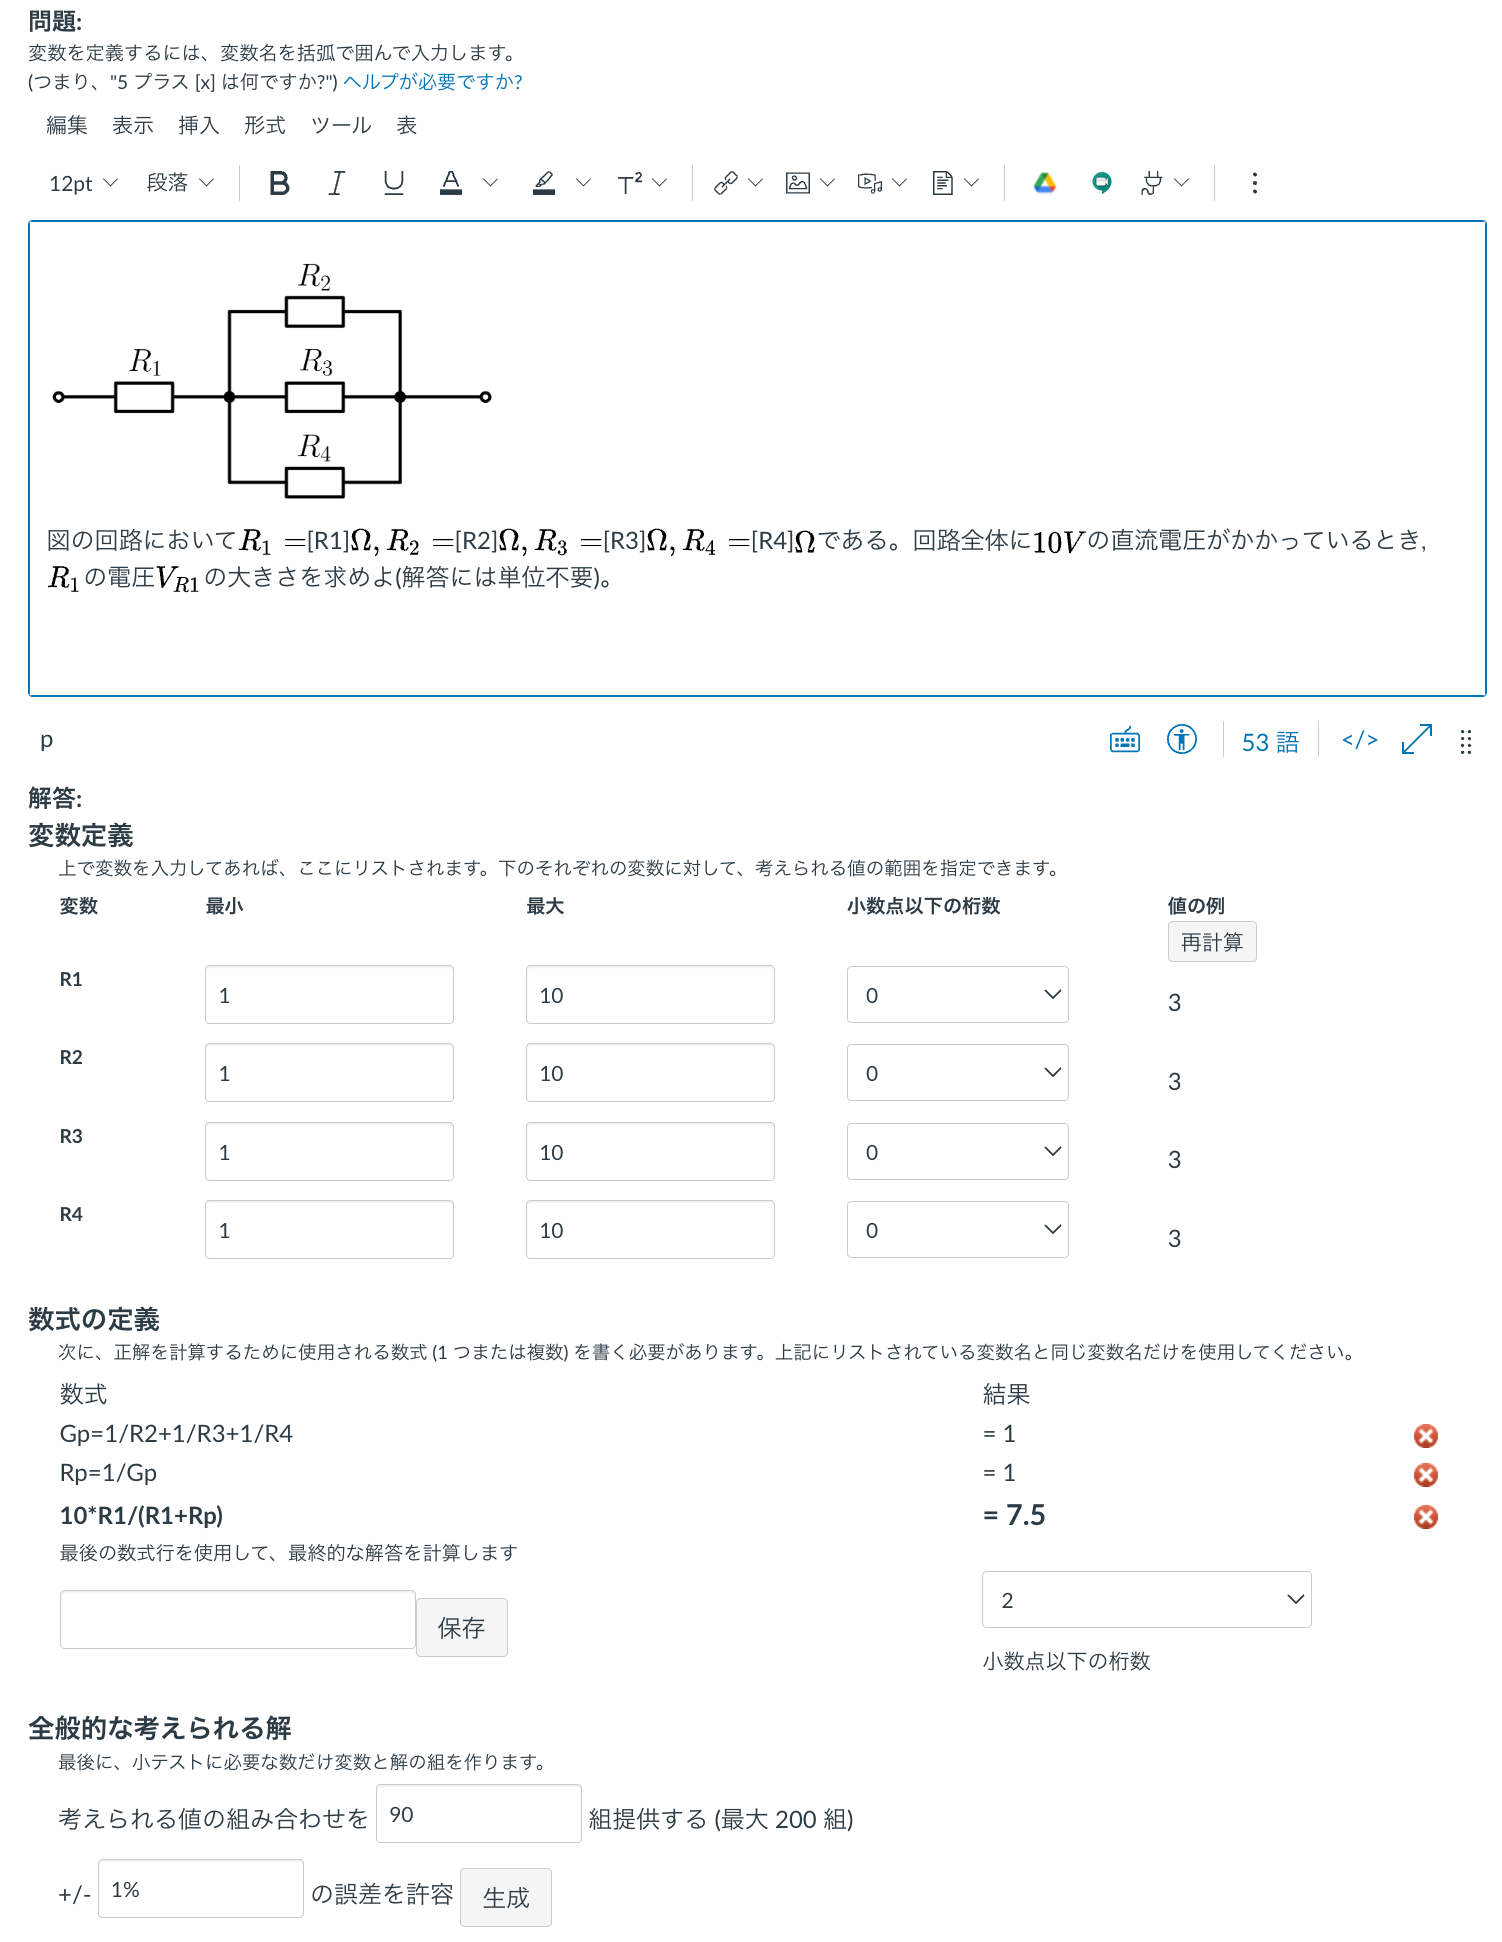 問題:
変数を定義するには、変数名を括弧で囲んで入力します。
(つまり、"5 プラス [x] は何ですか?") ヘルプが必要ですか?
編集 表示 挿入 形式 ツール 表
12pt 段落 B I U A T²
R2
R1
R3
R4
図の回路においてR1 =[R1]Ω, R2 =[R2]Ω, R3 =[R3]Ω, R4 =[R4]Ωである。回路全体に10Vの直流電圧がかかっているとき,
R1の電圧VR1の大きさを求めよ(解答には単位不要)。
p 53 語 </>
解答:
変数定義
上で変数を入力してあれば、ここにリストされます。下のそれぞれの変数に対して、考えられる値の範囲を指定できます。
変数 最小 最大 小数点以下の桁数 値の例
再計算
R1 1 10 0 3
R2 1 10 0 3
R3 1 10 0 3
R4 1 10 0 3
数式の定義
次に、正解を計算するために使用される数式 (1 つまたは複数) を書く必要があります。上記にリストされている変数名と同じ変数名だけを使用してください。
数式 結果
Gp=1/R2+1/R3+1/R4 = 1
Rp=1/Gp = 1
10*R1/(R1+Rp) = 7.5
最後の数式行を使用して、最終的な解答を計算します
保存 2
小数点以下の桁数
全般的な考えられる解
最後に、小テストに必要な数だけ変数と解の組を作ります。
考えられる値の組み合わせを 90 組提供する (最大 200 組)
+/- 1% の誤差を許容 生成